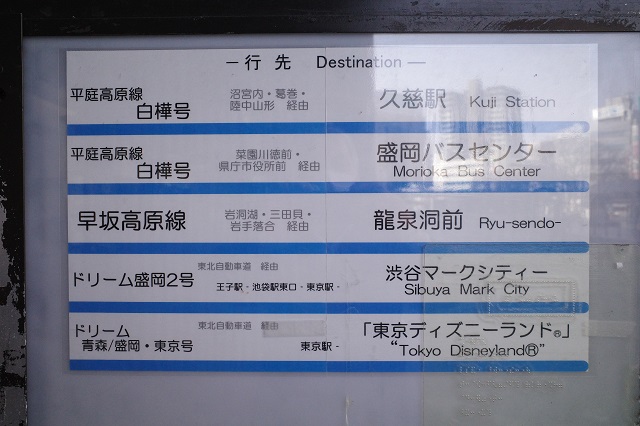 ― 行 先 Destination ―
平庭高原線
白樺号
沼宮内・葛巻・
陸中山形 経由
久慈駅 Kuji Station
平庭高原線
白樺号
菜園川徳前・
県庁市役所前 経由
盛岡バスセンター
Morioka Bus Center
早坂高原線
岩洞湖・三田貝・
岩手落合 経由
龍泉洞前 Ryu-sendo-
ドリーム盛岡2号
東北自動車道 経由
王子駅 - 池袋駅東口 - 東京駅 -
渋谷マークシティー
Sibuya Mark City
ドリーム
青森/盛岡・東京号
東北自動車道 経由
東京駅 -
「東京ディズニーランド®」
“Tokyo Disneyland®”